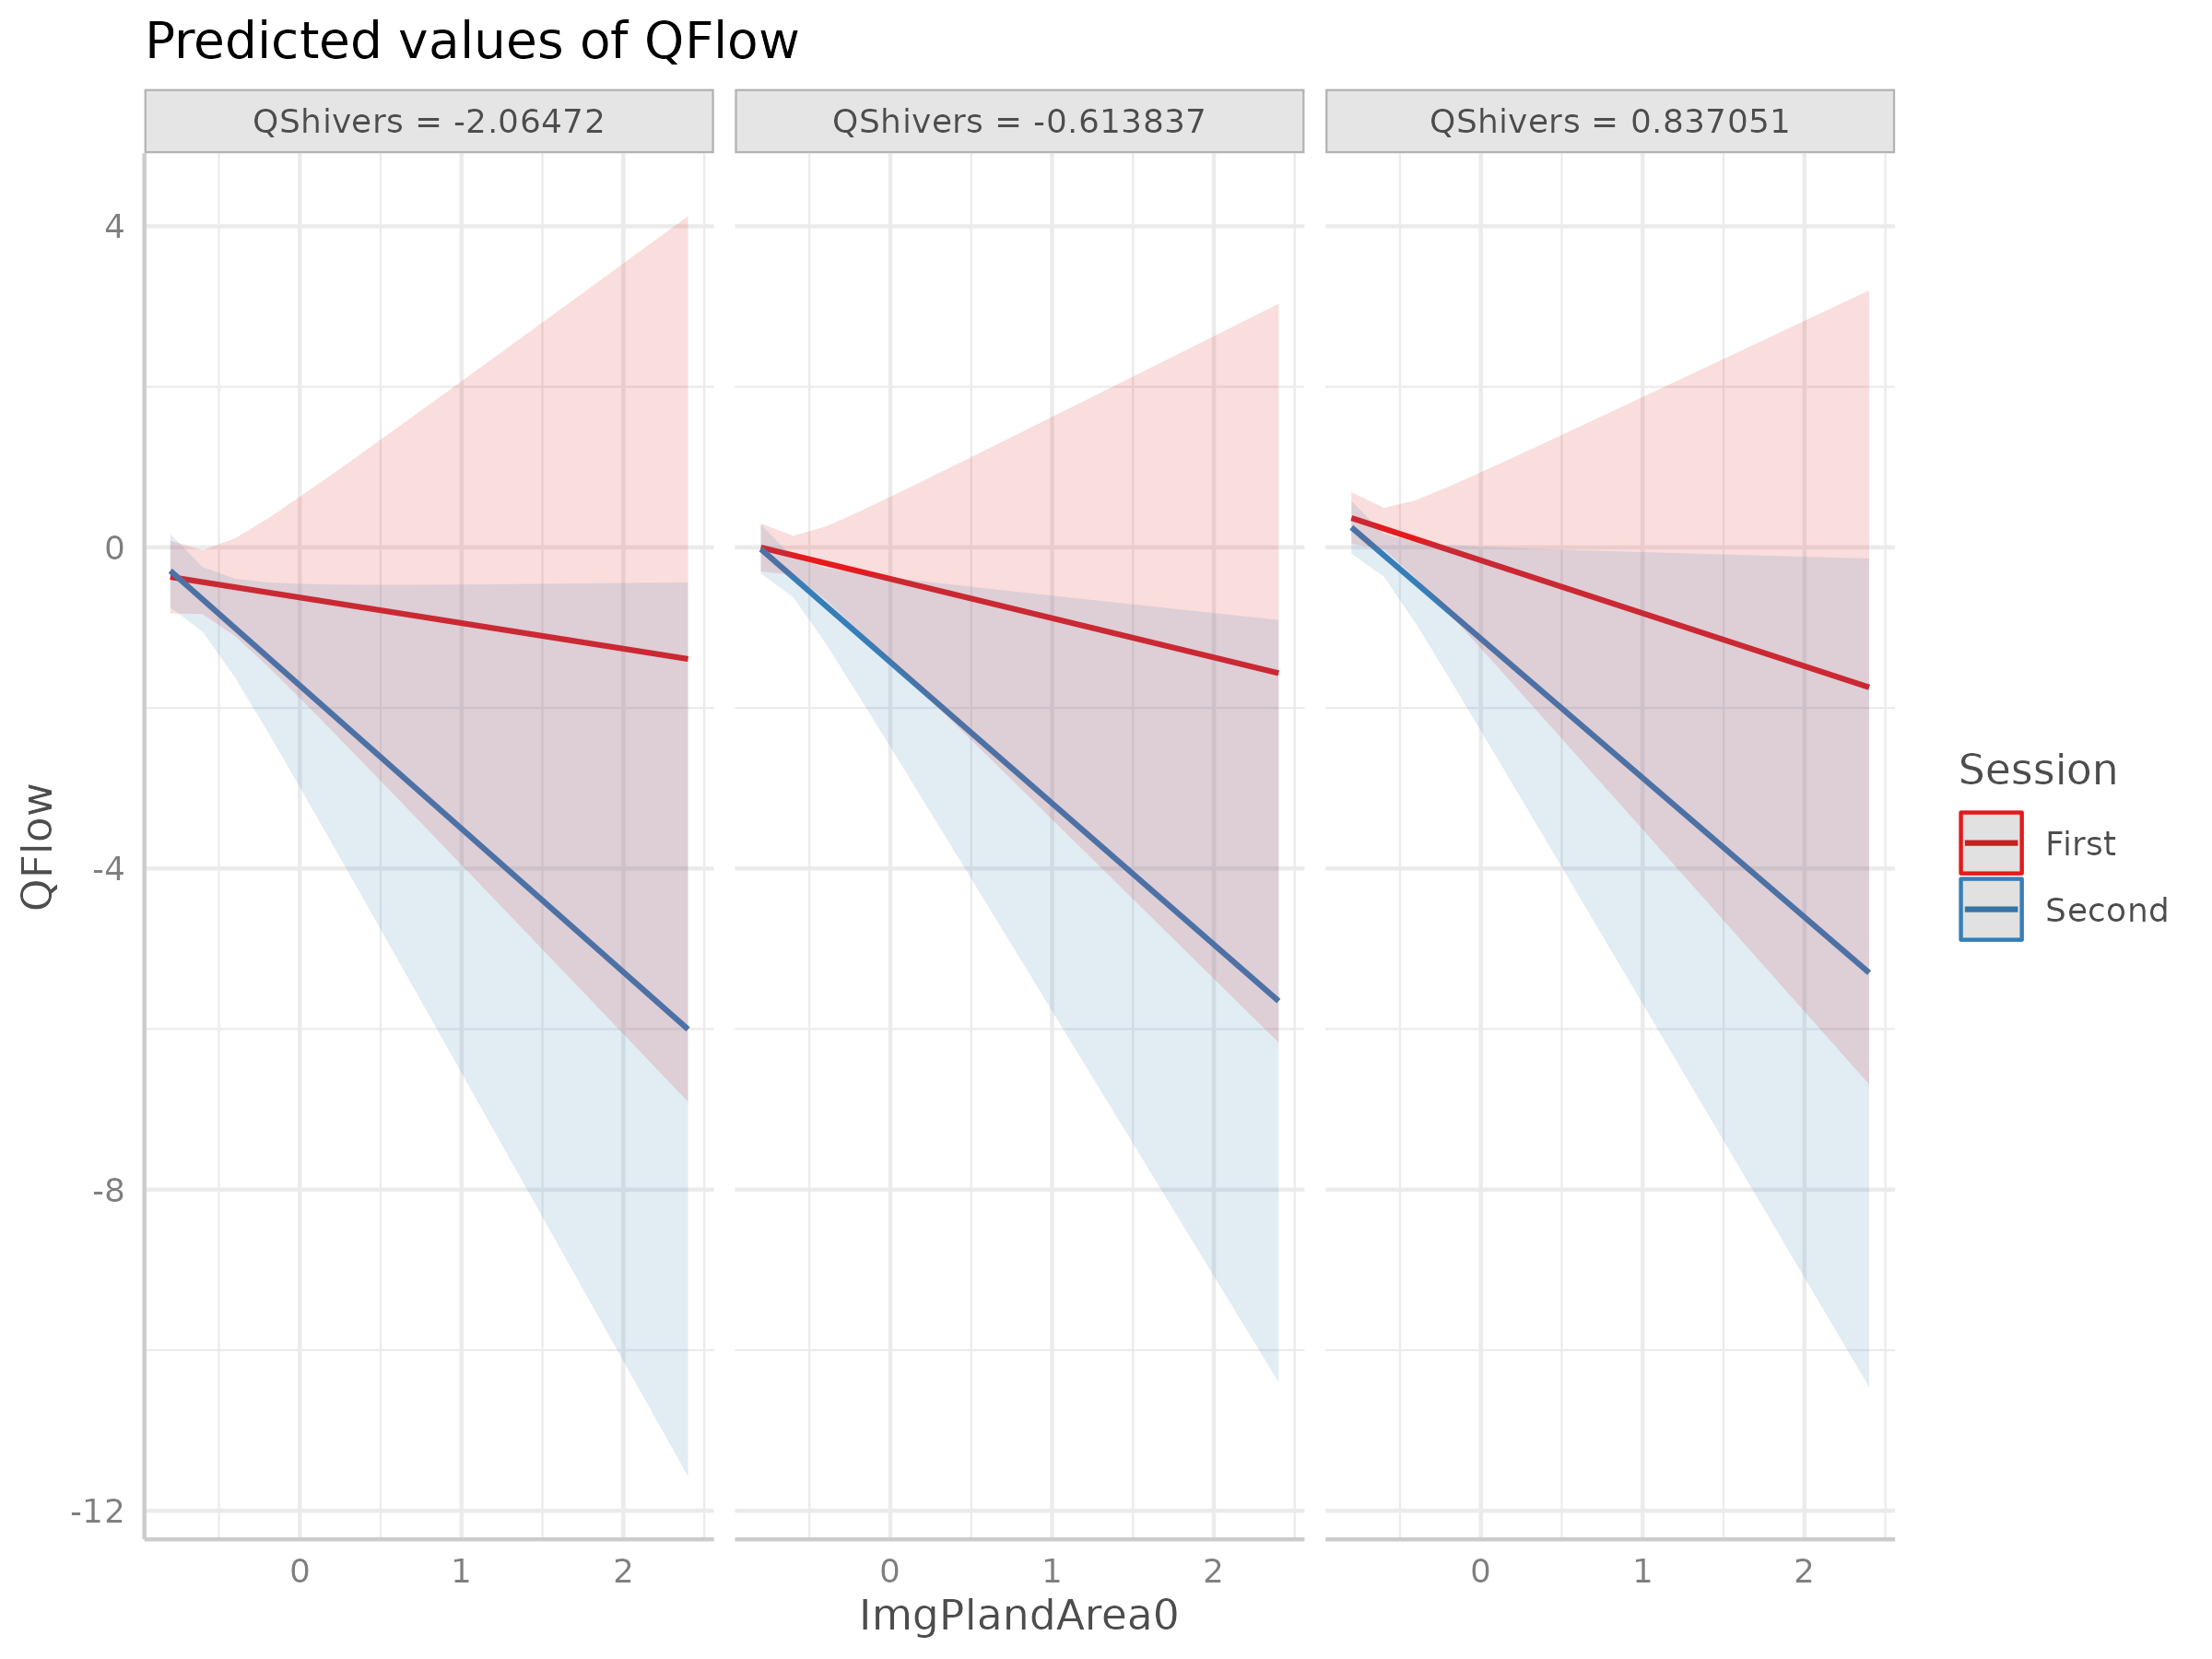 Predicted values of QFlow
QShivers = -2.06472
QShivers = -0.613837
QShivers = 0.837051
4
0
-4
-8
-12
QFlow
0
1
2
0
1
2
0
1
2
ImgPlandArea0
Session
First
Second